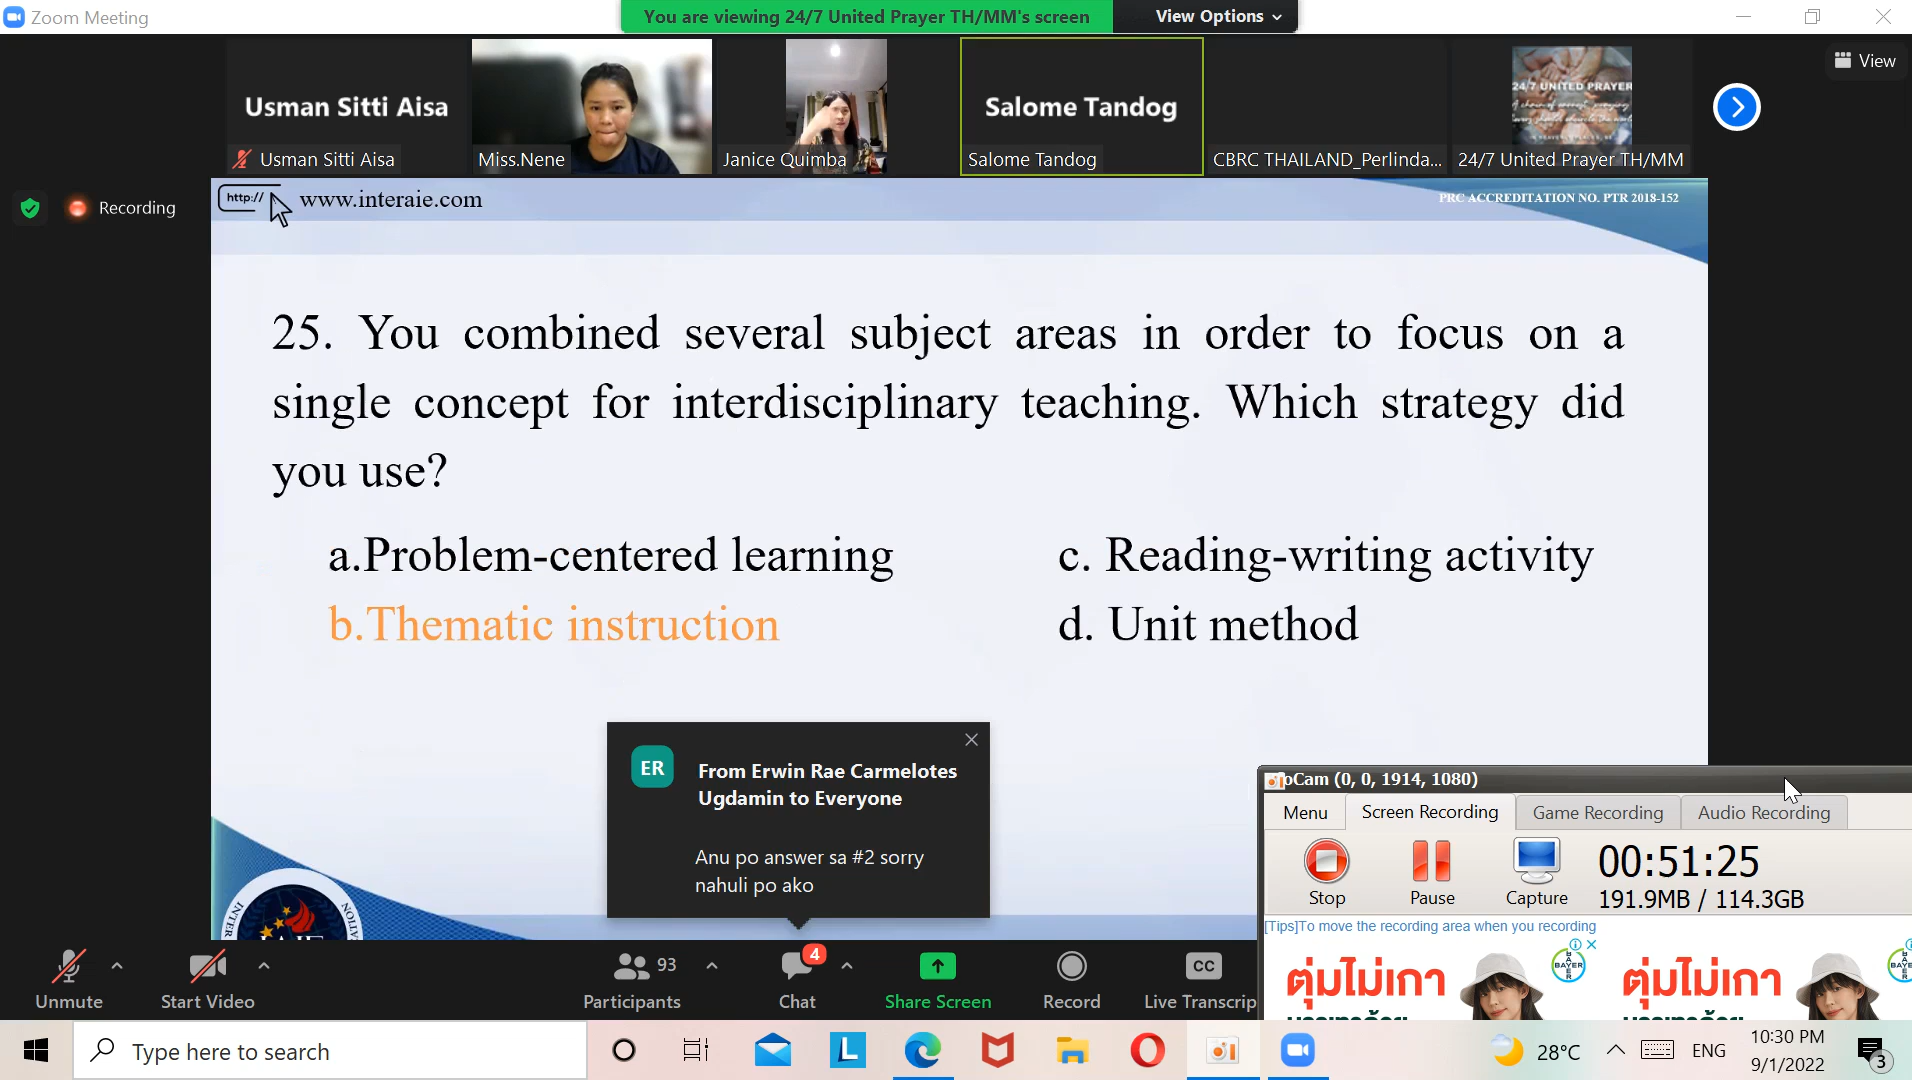 Zoom Meeting
You are viewing 24/7 United Prayer TH/MM's screen
View Options
View
Usman Sitti Aisa
Salome Tandog
24/7 UNITED PRAYER
Usman Sitti Aisa
Miss.Nene
Janice Quimba
Salome Tandog
CBRC THAILAND_Perlinda...
24/7 United Prayer TH/MM
Recording
http://
www.interaie.com
PRC ACCREDITATION NO. PTR 2018-152
25. You combined several subject areas in order to focus on a
single concept for interdisciplinary teaching. Which strategy did
you use?
a.Problem-centered learning
c. Reading-writing activity
b.Thematic instruction
d. Unit method
ER
From Erwin Rae Carmelotes
Ugdamin to Everyone
Anu po answer sa #2 sorry
nahuli po ako
oCam (0, 0, 1914, 1080)
Menu
Screen Recording
Game Recording
Audio Recording
Stop
Pause
Capture
00:51:25
191.9MB / 114.3GB
[Tips]To move the recording area when you recording
ตุ่มไม่เกา
BAYER
ตุ่มไม่เกา
Unmute
Start Video
93
Participants
4
Chat
Share Screen
Record
CC
Live Transcrip
Type here to search
L
28°C
ENG
10:30 PM
9/1/2022
3